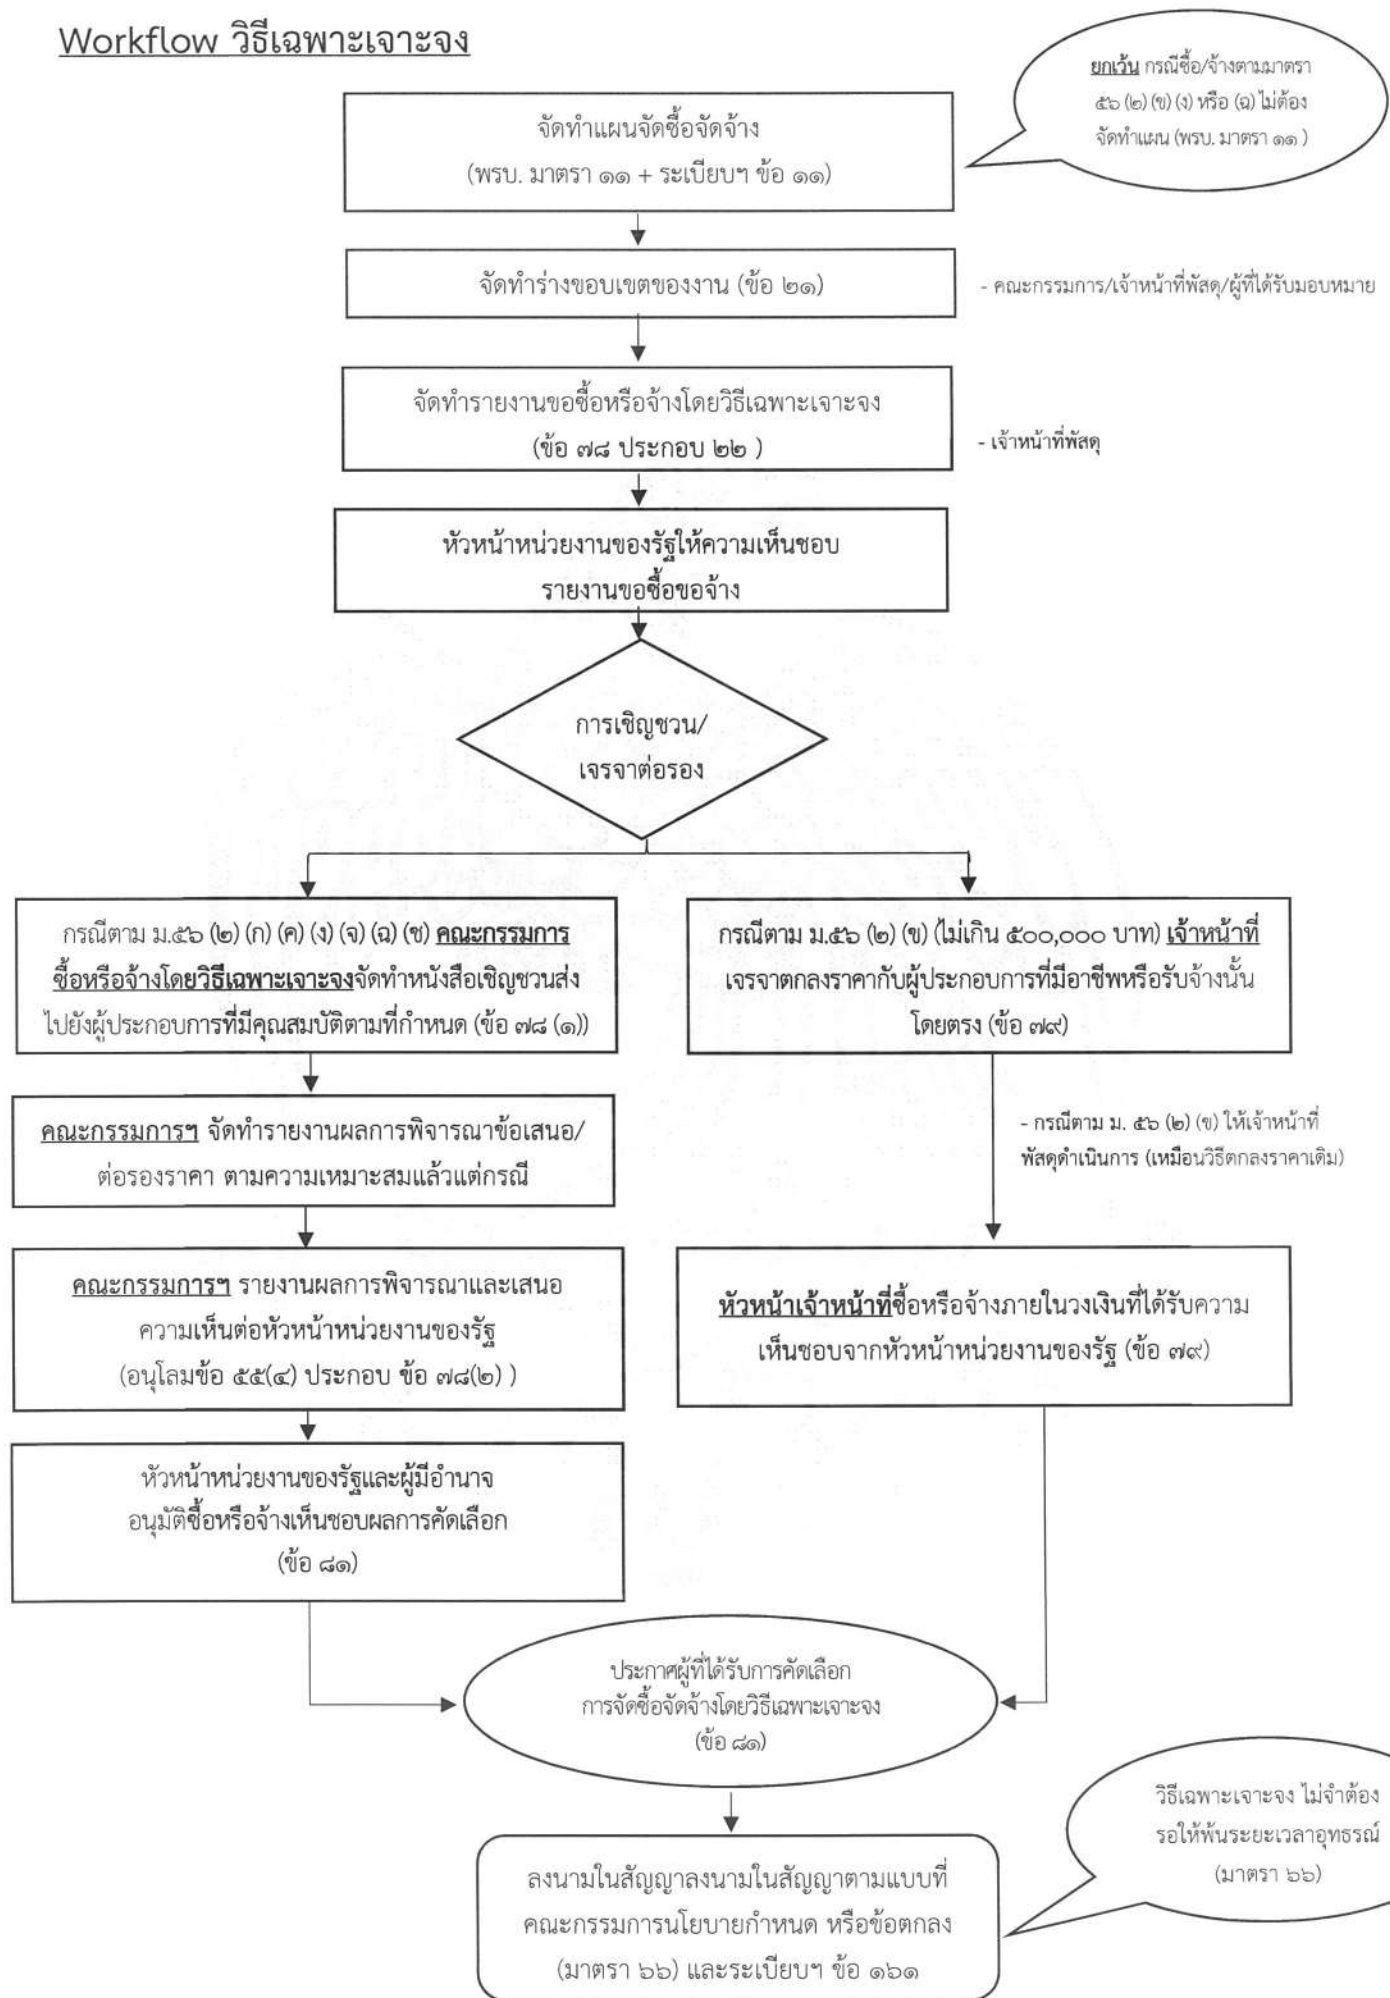 Workflow วิธีเฉพาะเจาะจง
ยกเว้น กรณีซื้อ/จ้างตามมาตรา
๕๖ (๒) (ข) (ง) หรือ (ฉ) ไม่ต้อง
จัดทำแผน (พรบ. มาตรา ๑๑ )
จัดทำแผนจัดซื้อจัดจ้าง
(พรบ. มาตรา ๑๑ + ระเบียบฯ ข้อ ๑๑)
จัดทำร่างขอบเขตของงาน (ข้อ ๒๑)
- คณะกรรมการ/เจ้าหน้าที่พัสดุ/ผู้ที่ได้รับมอบหมาย
จัดทำรายงานขอซื้อหรือจ้างโดยวิธีเฉพาะเจาะจง
(ข้อ ๗๘ ประกอบ ๒๒ )
- เจ้าหน้าที่พัสดุ
หัวหน้าหน่วยงานของรัฐให้ความเห็นชอบ
รายงานขอซื้อขอจ้าง
การเชิญชวน/
เจรจาต่อรอง
กรณีตาม ม.๕๖ (๒) (ก) (ค) (ง) (จ) (ฉ) (ช) คณะกรรมการ
ซื้อหรือจ้างโดยวิธีเฉพาะเจาะจงจัดทำหนังสือเชิญชวนส่ง
ไปยังผู้ประกอบการที่มีคุณสมบัติตามที่กำหนด (ข้อ ๗๘ (๑))
กรณีตาม ม.๕๖ (๒) (ข) (ไม่เกิน ๕๐๐,๐๐๐ บาท) เจ้าหน้าที่
เจรจาตกลงราคากับผู้ประกอบการที่มีอาชีพหรือรับจ้างนั้น
โดยตรง (ข้อ ๗๙)
คณะกรรมการฯ จัดทำรายงานผลการพิจารณาข้อเสนอ/
ต่อรองราคา ตามความเหมาะสมแล้วแต่กรณี
- กรณีตาม ม. ๕๖ (๒) (ข) ให้เจ้าหน้าที่
พัสดุดำเนินการ (เหมือนวิธีตกลงราคาเดิม)
คณะกรรมการฯ รายงานผลการพิจารณาและเสนอ
ความเห็นต่อหัวหน้าหน่วยงานของรัฐ
(อนุโลมข้อ ๕๕(๔) ประกอบ ข้อ ๗๘(๒) )
หัวหน้าเจ้าหน้าที่ซื้อหรือจ้างภายในวงเงินที่ได้รับความ
เห็นชอบจากหัวหน้าหน่วยงานของรัฐ (ข้อ ๗๙)
หัวหน้าหน่วยงานของรัฐและผู้มีอำนาจ
อนุมัติซื้อหรือจ้างเห็นชอบผลการคัดเลือก
(ข้อ ๘๑)
ประกาศผู้ที่ได้รับการคัดเลือก
การจัดซื้อจัดจ้างโดยวิธีเฉพาะเจาะจง
(ข้อ ๘๑)
วิธีเฉพาะเจาะจง ไม่จำต้อง
รอให้พ้นระยะเวลาอุทธรณ์
(มาตรา ๖๖)
ลงนามในสัญญาลงนามในสัญญาตามแบบที่
คณะกรรมการนโยบายกำหนด หรือข้อตกลง
(มาตรา ๖๖) และระเบียบฯ ข้อ ๑๖๑